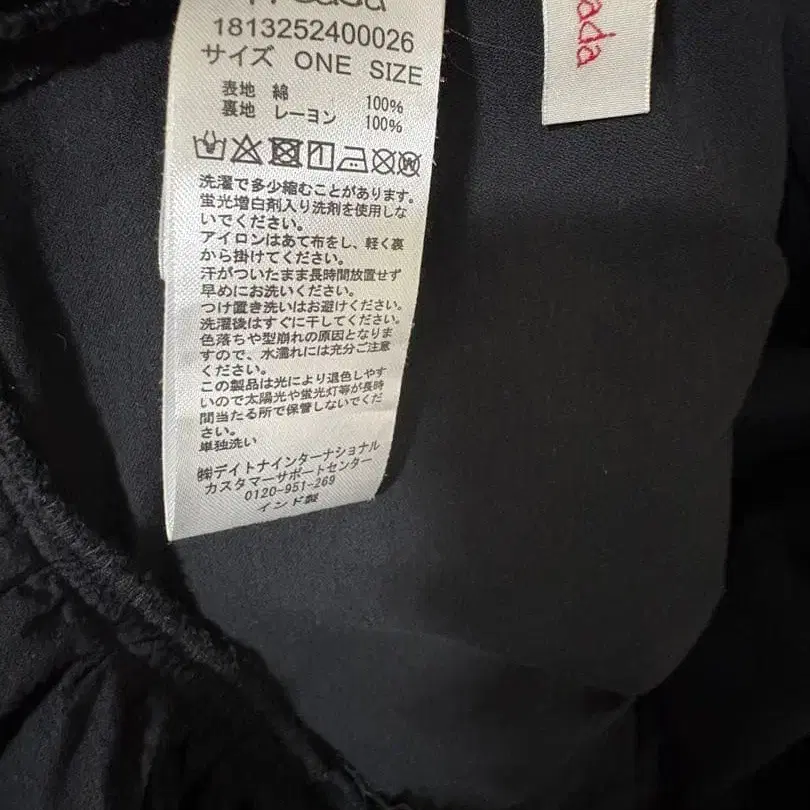 1813252400026
サイズ ONE SIZE
表地 綿 100%
裏地 レーヨン 100%
洗濯で多少縮むことがあります。
蛍光増白剤入り洗剤を使用しな
いでください。
アイロンはあて布をし、軽く裏
から掛けてください。
汗がついたまま長時間放置せず
早めにお洗いください。
つけ置き洗いはお避けください。
洗濯後はすぐに干してください。
色落ちや型崩れの原因となりま
すので、水濡れには充分ご注意
ください。
この製品は光により退色しやす
いので太陽光や蛍光灯等が長時
間当たる所で保管しないでくだ
さい。
単独洗い
㈱デイトナインターナショナル
カスタマーサポートセンター
0120-951-269
インド製